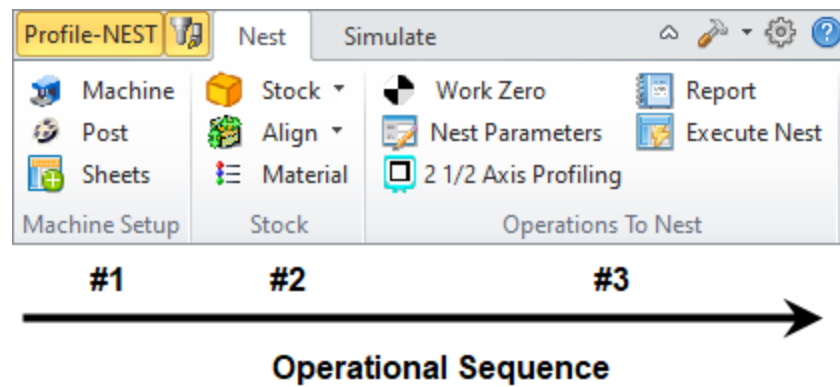 Profile-NEST Nest Simulate
Machine Stock Work Zero Report
Post Align Nest Parameters Execute Nest
Sheets Material 2 1/2 Axis Profiling
Machine Setup Stock Operations To Nest
#1 #2 #3
Operational Sequence